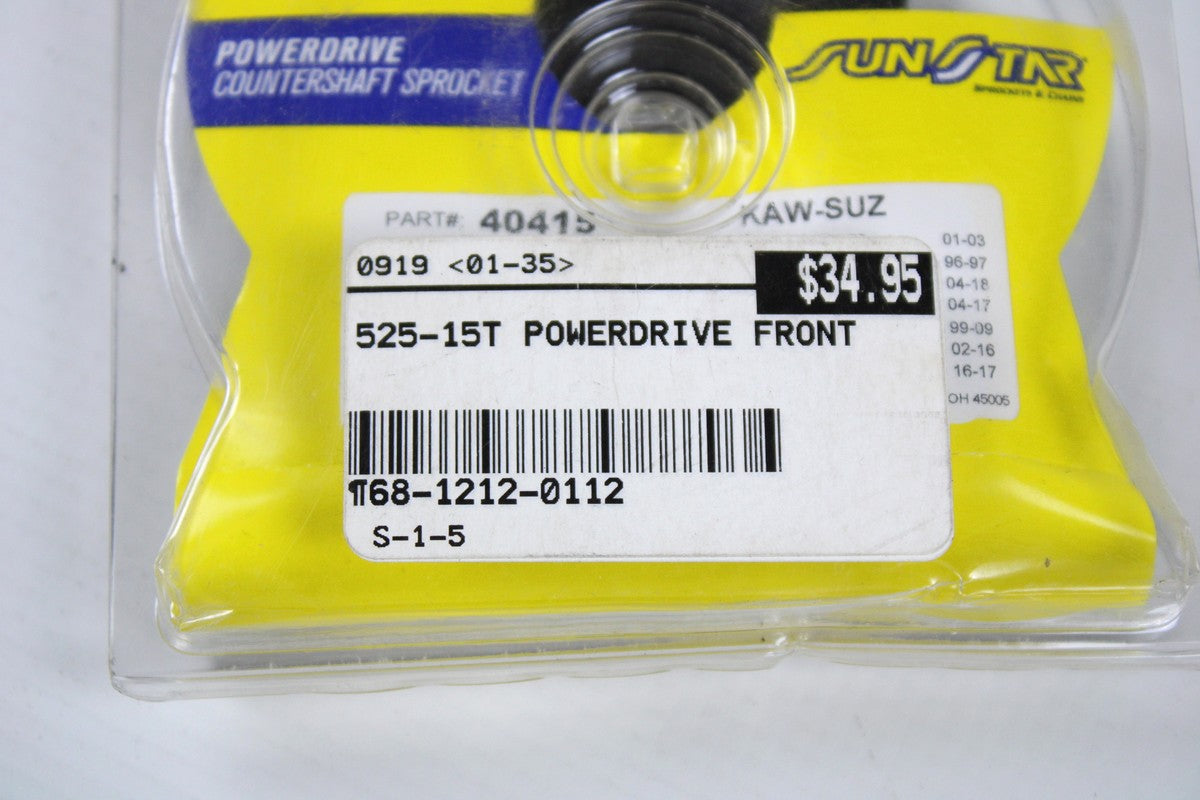 POWERDRIVE
COUNTERSHAFT SPROCKET
SUNSTAR
SPROCKETS & CHAINS
PART#: 40415
KAW-SUZ
01-03
96-97
04-18
04-17
99-09
02-16
16-17
OH 45005
0919 <01-35>
$34.95
525-15T POWERDRIVE FRONT
¶68-1212-0112
S-1-5